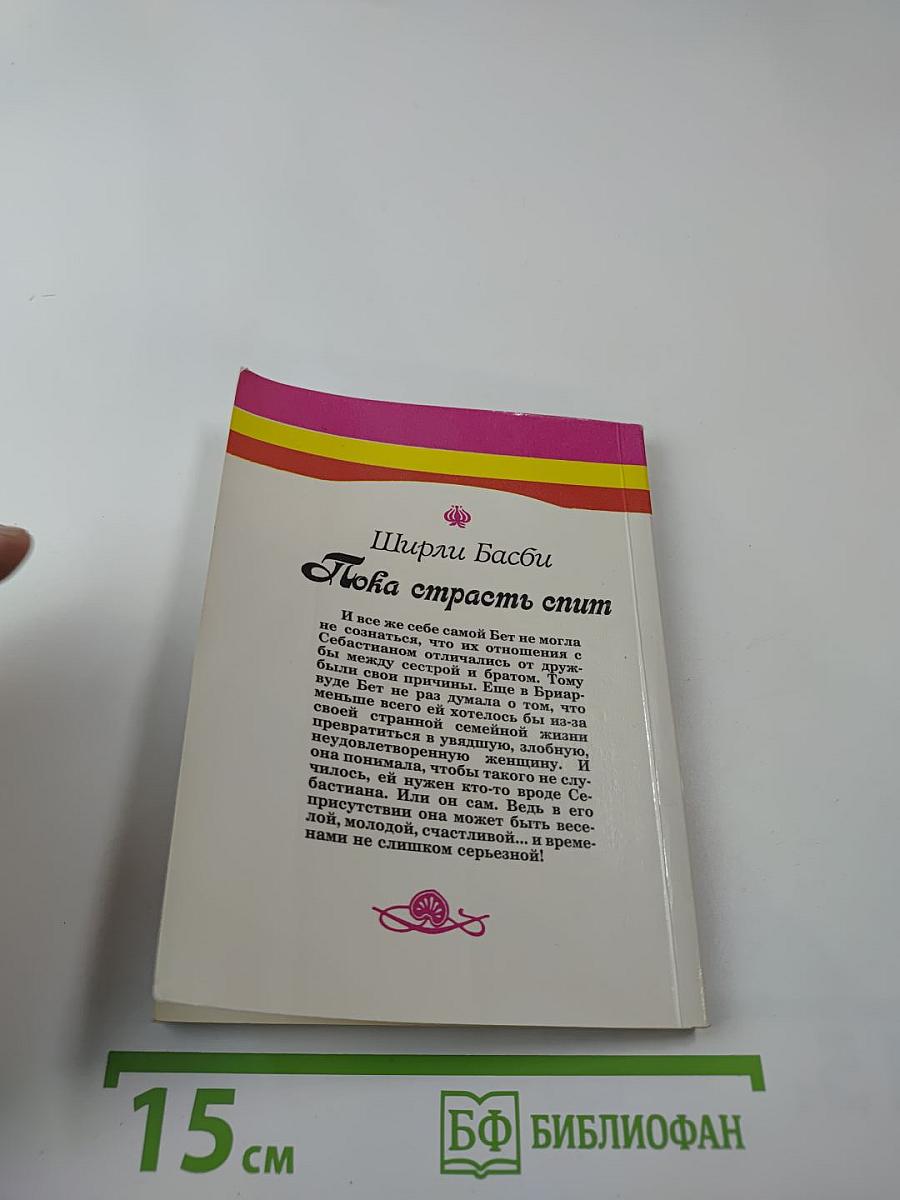 Ширли Басби
Пока страсть спит
И все же себе самой Бет не могла
не сознаться, что их отношения с
Себастианом отличались от друж-
бы между сестрой и братом. Тому
были свои причины. Еще в Бриар-
вуде Бет не раз думала о том, что
меньше всего ей хотелось бы из-за
своей странной семейной жизни
превратиться в увядшую, злобную,
неудовлетворенную женщину. И
она понимала, чтобы такого не слу-
чилось, ей нужен кто-то вроде Се-
бастиана. Или он сам. Ведь в его
присутствии она может быть весе-
лой, молодой, счастливой... и време-
нами не слишком серьезной!
15 см
БФ БИБЛИОФАН